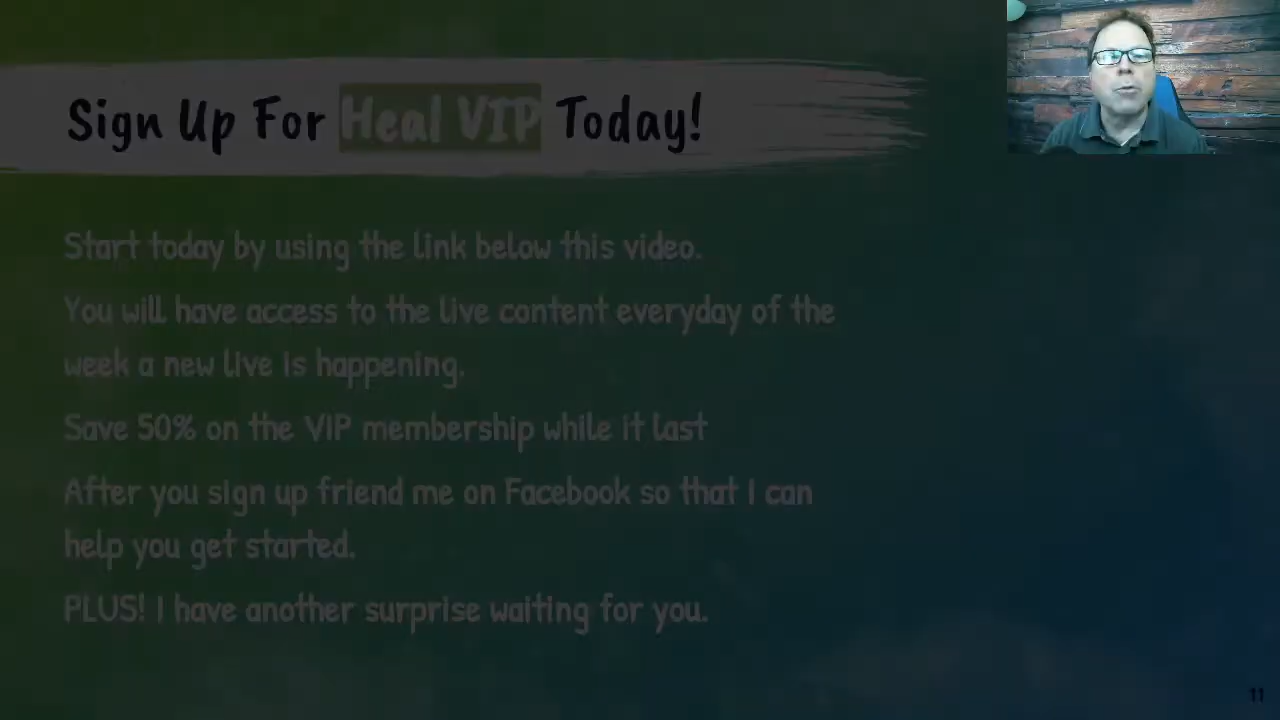 Sign Up For Heal VIP Today!
Start today by using the link below this video.
You will have access to the live content everyday of the
week a new live is happening.
Save 50% on the VIP membership while it last
After you sign up friend me on Facebook so that I can
help you get started.
PLUS! I have another surprise waiting for you.
11